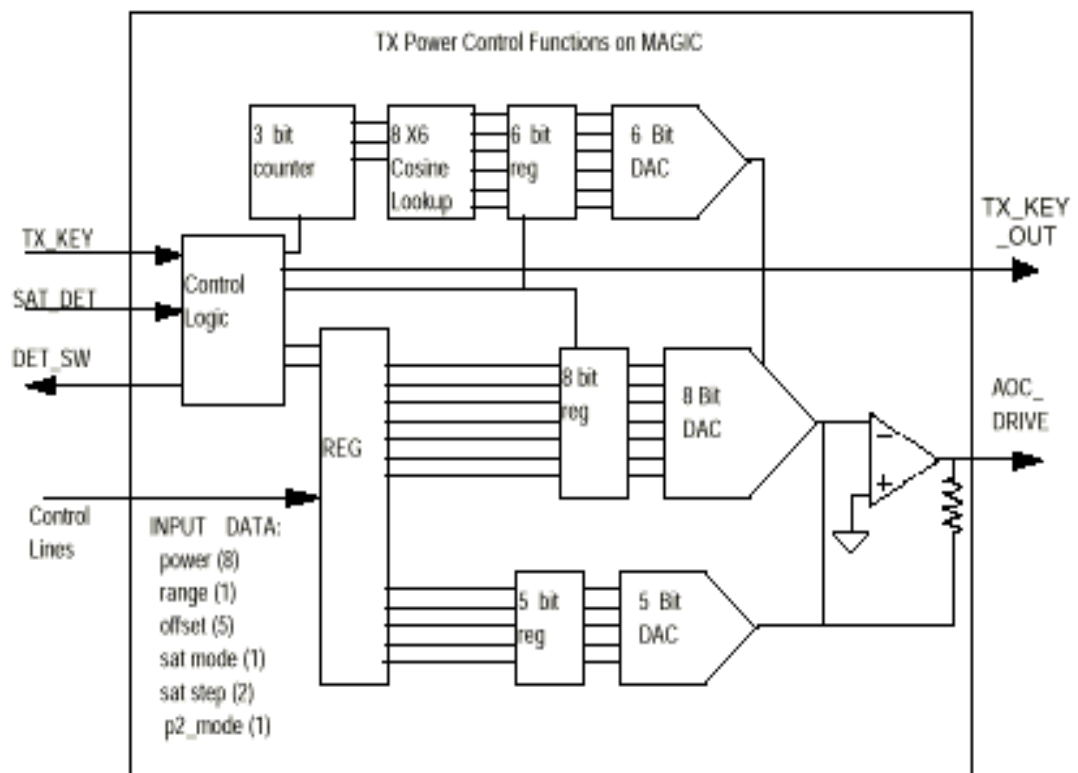 TX Power Control Functions on MAGIC
3 bit
counter
8 X6
Cosine
Lookup
6 bit
reg
6 Bit
DAC
TX_KEY
_OUT
TX_KEY
Control
Logic
SAT_DET
DET_SW
REG
8 bit
reg
8 Bit
DAC
AOC_
DRIVE
−
+
Control
Lines
INPUT DATA:
power (8)
range (1)
offset (5)
sat mode (1)
sat step (2)
p2_mode (1)
5 bit
reg
5 Bit
DAC